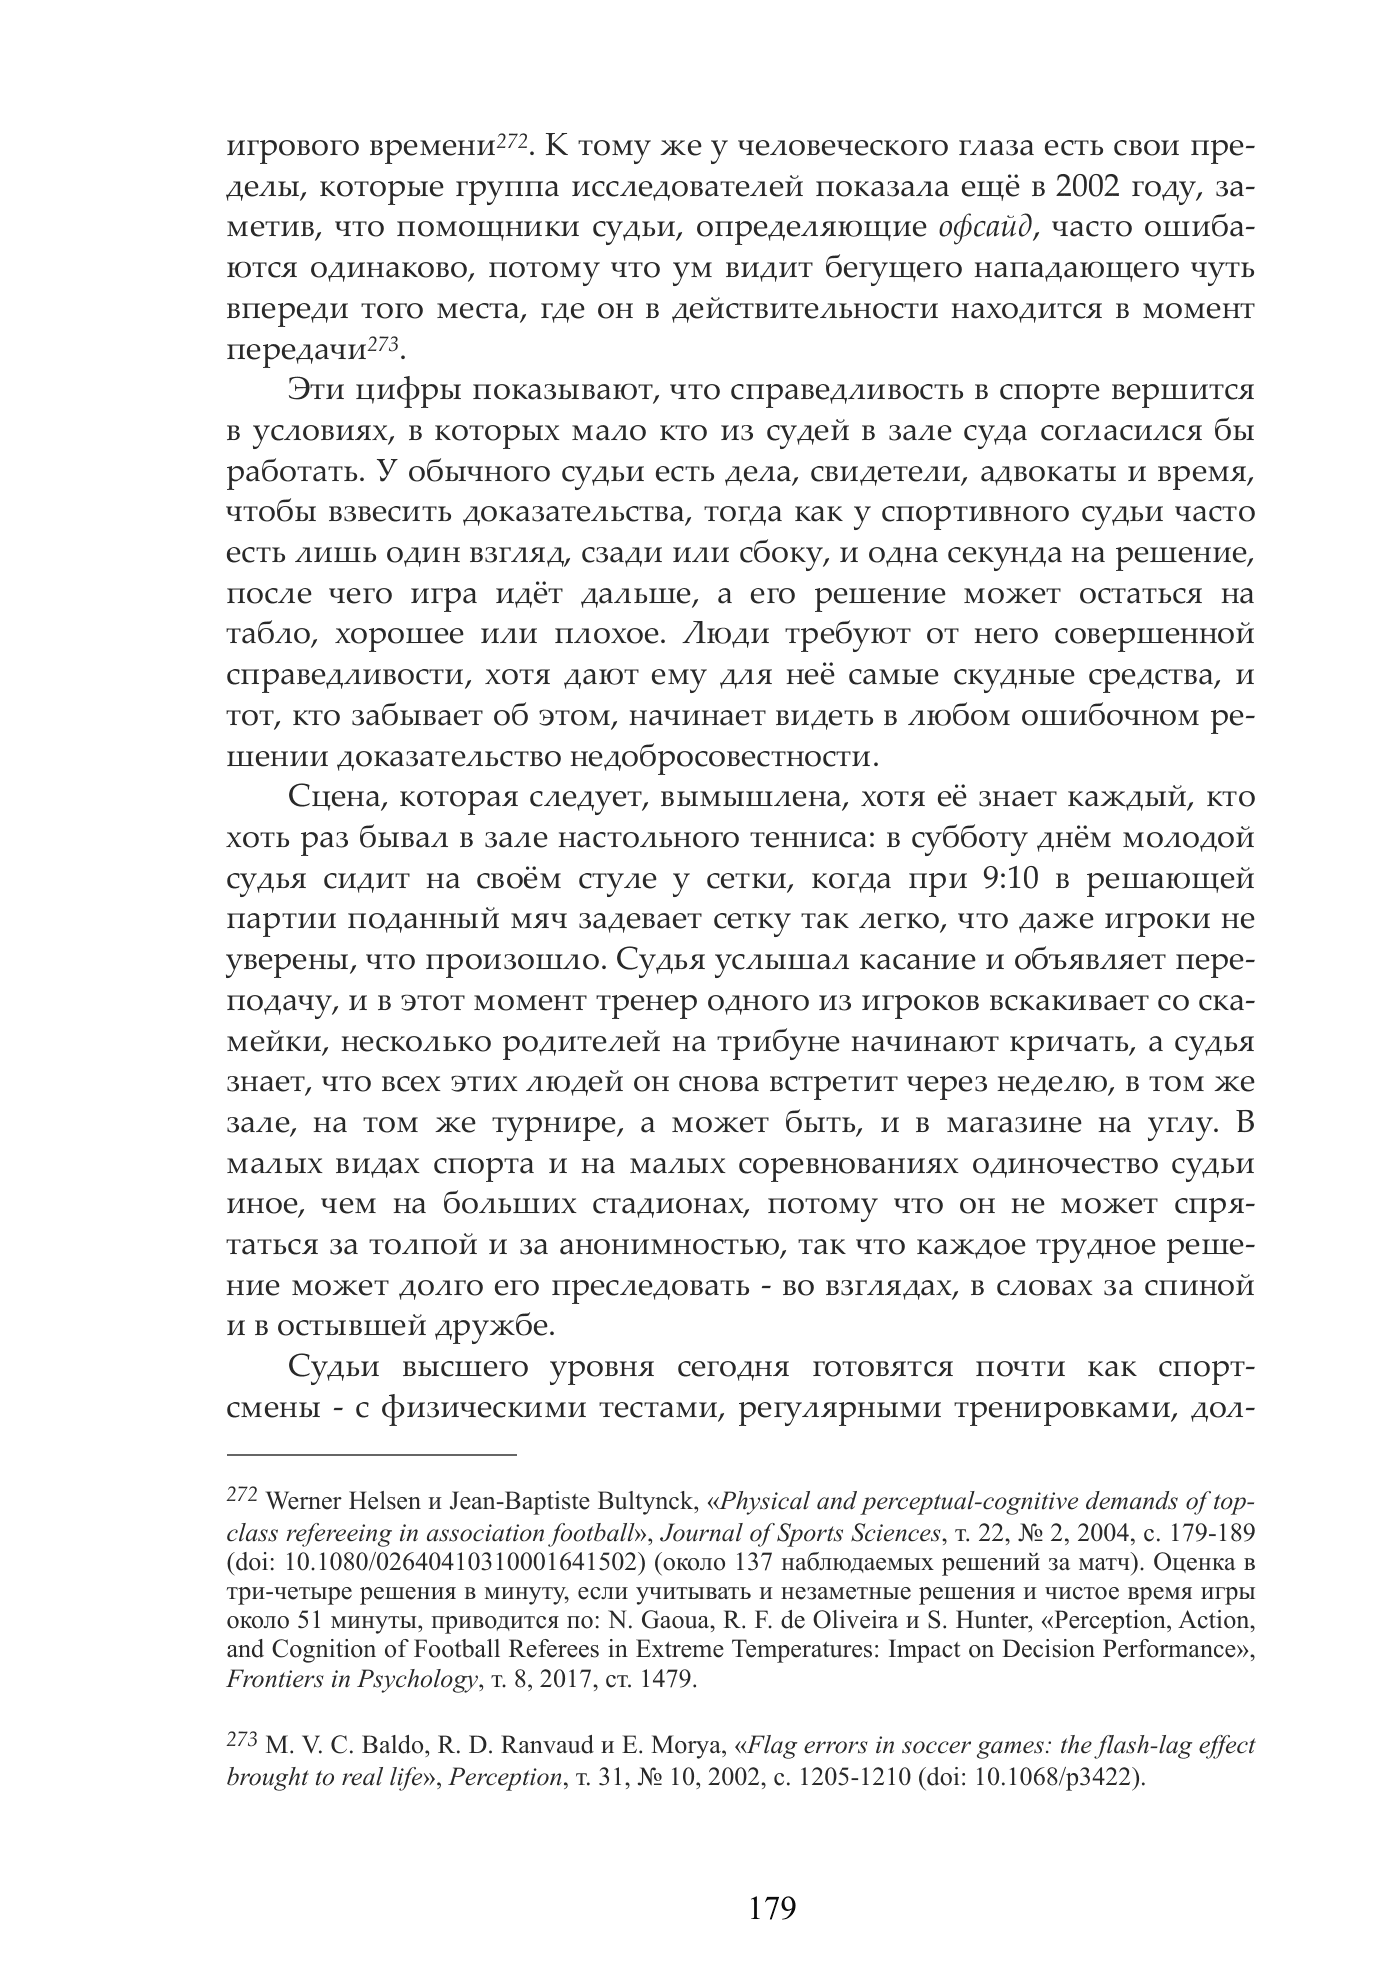 игрового времени272. К тому же у человеческого глаза есть свои пре-
делы, которые группа исследователей показала ещё в 2002 году, за-
метив, что помощники судьи, определяющие офсайд, часто ошиба-
ются одинаково, потому что ум видит бегущего нападающего чуть
впереди того места, где он в действительности находится в момент
передачи273.
Эти цифры показывают, что справедливость в спорте вершится
в условиях, в которых мало кто из судей в зале суда согласился бы
работать. У обычного судьи есть дела, свидетели, адвокаты и время,
чтобы взвесить доказательства, тогда как у спортивного судьи часто
есть лишь один взгляд, сзади или сбоку, и одна секунда на решение,
после чего игра идёт дальше, а его решение может остаться на
табло, хорошее или плохое. Люди требуют от него совершенной
справедливости, хотя дают ему для неё самые скудные средства, и
тот, кто забывает об этом, начинает видеть в любом ошибочном ре-
шении доказательство недобросовестности.
Сцена, которая следует, вымышлена, хотя её знает каждый, кто
хоть раз бывал в зале настольного тенниса: в субботу днём молодой
судья сидит на своём стуле у сетки, когда при 9:10 в решающей
партии поданный мяч задевает сетку так легко, что даже игроки не
уверены, что произошло. Судья услышал касание и объявляет пере-
подачу, и в этот момент тренер одного из игроков вскакивает со ска-
мейки, несколько родителей на трибуне начинают кричать, а судья
знает, что всех этих людей он снова встретит через неделю, в том же
зале, на том же турнире, а может быть, и в магазине на углу. В
малых видах спорта и на малых соревнованиях одиночество судьи
иное, чем на больших стадионах, потому что он не может спря-
таться за толпой и за анонимностью, так что каждое трудное реше-
ние может долго его преследовать - во взглядах, в словах за спиной
и в остывшей дружбе.
Судьи высшего уровня сегодня готовятся почти как спорт-
смены - с физическими тестами, регулярными тренировками, дол-
272 Werner Helsen и Jean-Baptiste Bultynck, «Physical and perceptual-cognitive demands of top-
class refereeing in association football», Journal of Sports Sciences, т. 22, № 2, 2004, с. 179-189
(doi: 10.1080/02640410310001641502) (около 137 наблюдаемых решений за матч). Оценка в
три-четыре решения в минуту, если учитывать и незаметные решения и чистое время игры
около 51 минуты, приводится по: N. Gaoua, R. F. de Oliveira и S. Hunter, «Perception, Action,
and Cognition of Football Referees in Extreme Temperatures: Impact on Decision Performance»,
Frontiers in Psychology, т. 8, 2017, ст. 1479.
273 M. V. C. Baldo, R. D. Ranvaud и E. Morya, «Flag errors in soccer games: the flash-lag effect
brought to real life», Perception, т. 31, № 10, 2002, с. 1205-1210 (doi: 10.1068/p3422).
179